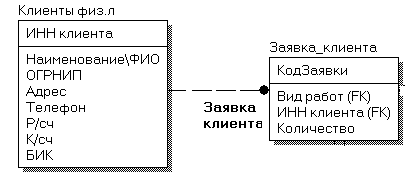 Клиенты физ.л
ИНН клиента
Наименование\ФИО
ОГРНИП
Адрес
Телефон
Р/сч
К/сч
БИК
Заявка
клиента
Заявка_клиента
КодЗаявки
Вид работ (FK)
ИНН клиента (FK)
Количество